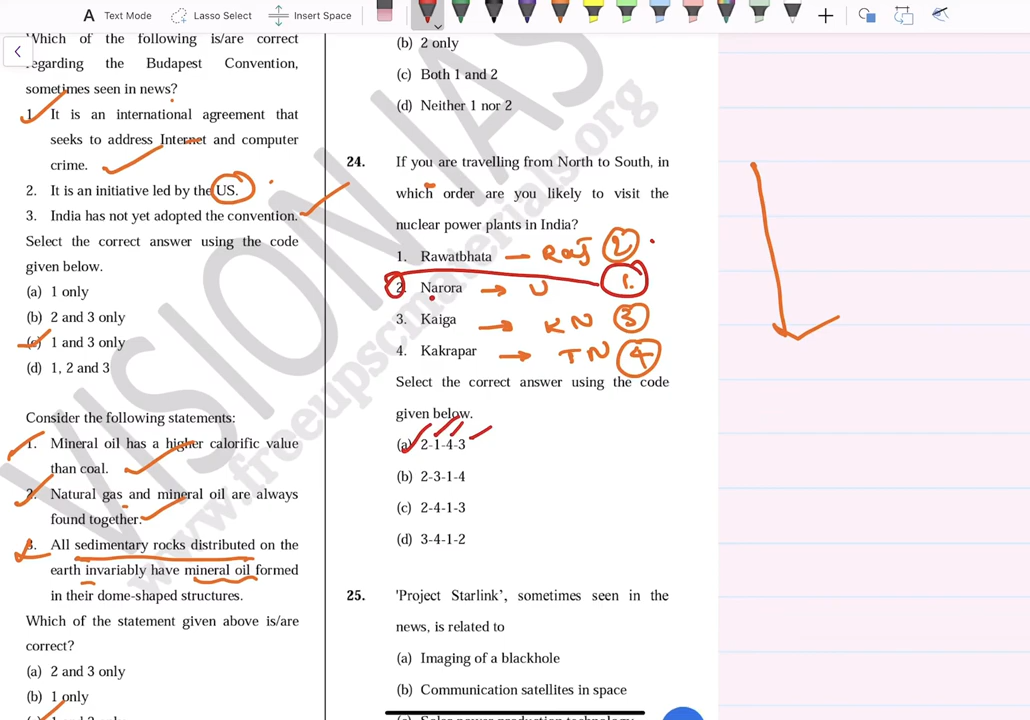 A Text Mode Lasso Select Insert Space
Which of the following is/are correct
regarding the Budapest Convention,
sometimes seen in news?
1. It is an international agreement that
seeks to address Internet and computer
crime.
2. It is an initiative led by the US.
3. India has not yet adopted the convention.
Select the correct answer using the code
given below.
(a) 1 only
(b) 2 and 3 only
(c) 1 and 3 only
(d) 1, 2 and 3
Consider the following statements:
1. Mineral oil has a higher calorific value
than coal.
2. Natural gas and mineral oil are always
found together.
3. All sedimentary rocks distributed on the
earth invariably have mineral oil formed
in their dome-shaped structures.
Which of the statement given above is/are
correct?
(a) 2 and 3 only
(b) 1 only
(b) 2 only
(c) Both 1 and 2
(d) Neither 1 nor 2
24. If you are travelling from North to South, in
which order are you likely to visit the
nuclear power plants in India?
1. Rawatbhata — Raj 2
2. Narora → U 1.
3. Kaiga → KN 3
4. Kakrapar → TN 4
Select the correct answer using the code
given below.
(a) 2-1-4-3
(b) 2-3-1-4
(c) 2-4-1-3
(d) 3-4-1-2
25. 'Project Starlink', sometimes seen in the
news, is related to
(a) Imaging of a blackhole
(b) Communication satellites in space
(c) Solar power production technology
VISION IAS
www.freeupscmaterials.org